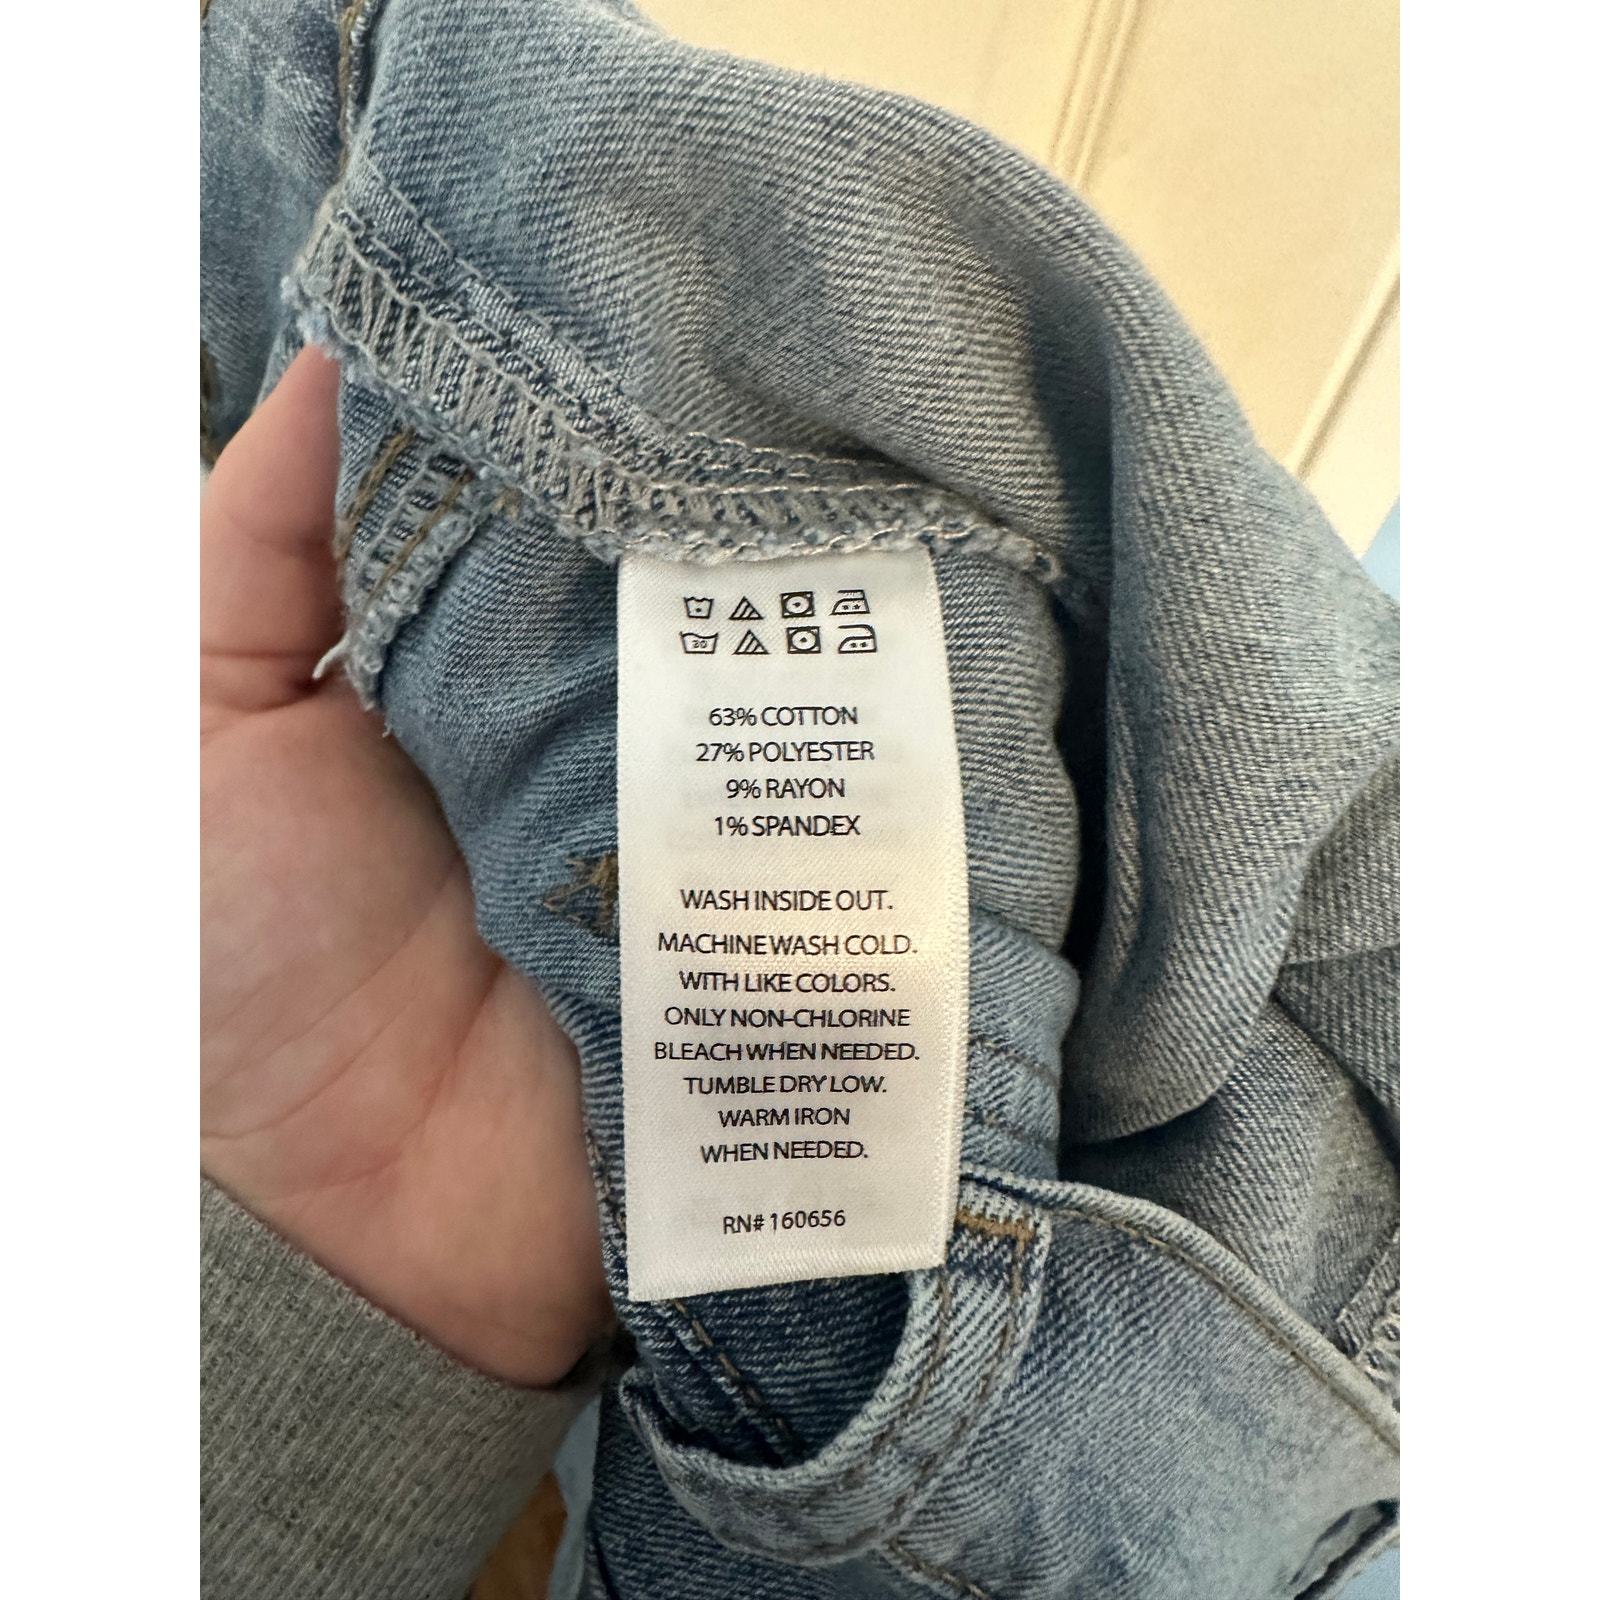 30
63% COTTON
27% POLYESTER
9% RAYON
1% SPANDEX
WASH INSIDE OUT.
MACHINE WASH COLD.
WITH LIKE COLORS.
ONLY NON-CHLORINE
BLEACH WHEN NEEDED.
TUMBLE DRY LOW.
WARM IRON
WHEN NEEDED.
RN# 160656